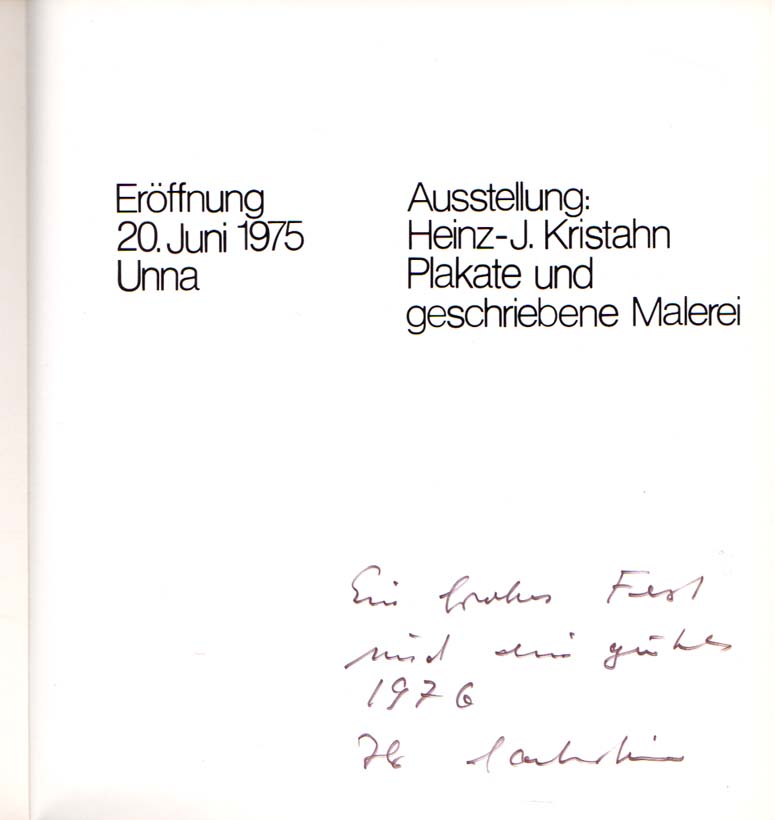 Eröffnung
20. Juni 1975
Unna
Ausstellung:
Heinz-J. Kristahn
Plakate und
geschriebene Malerei
Ein frohes Fest
und ein gutes
1976